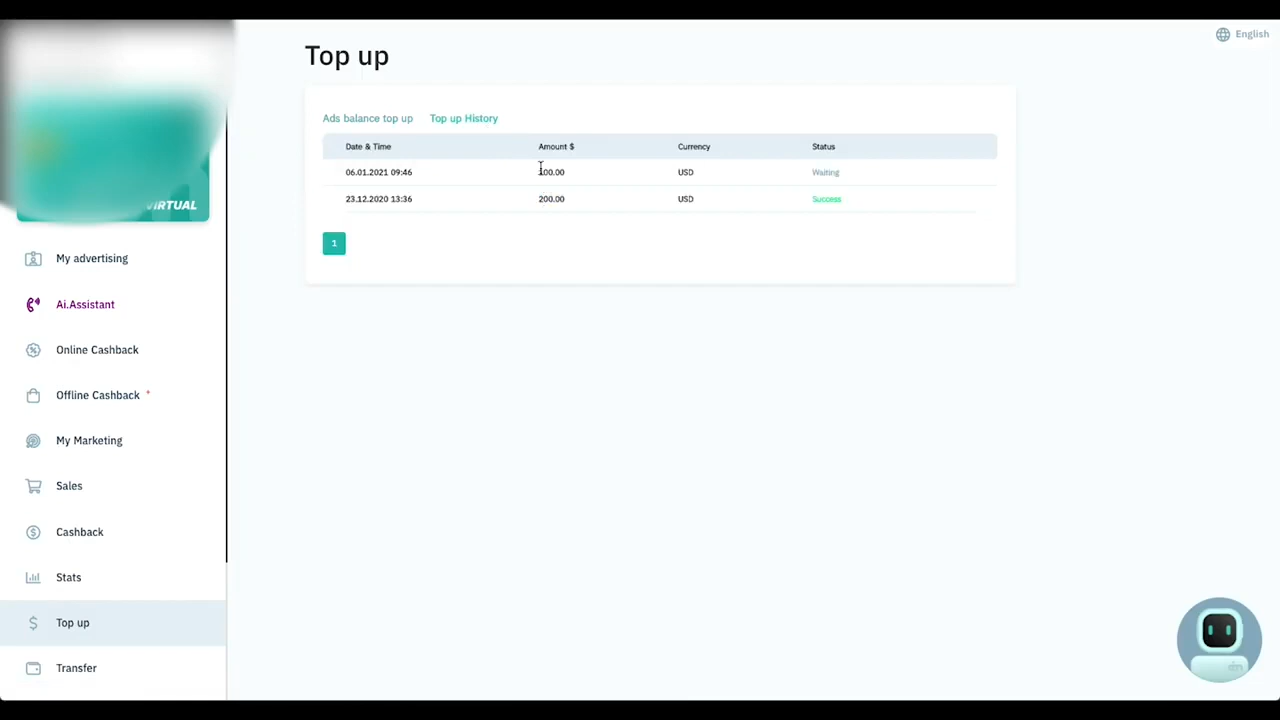 English
Top up
Ads balance top up Top up History
Date & Time Amount $ Currency Status
06.01.2021 09:46 USD Waiting
23.12.2020 13:36 200.00 USD Success
1
VIRTUAL
My advertising
Ai.Assistant
Online Cashback
Offline Cashback *
My Marketing
Sales
Cashback
Stats
Top up
Transfer